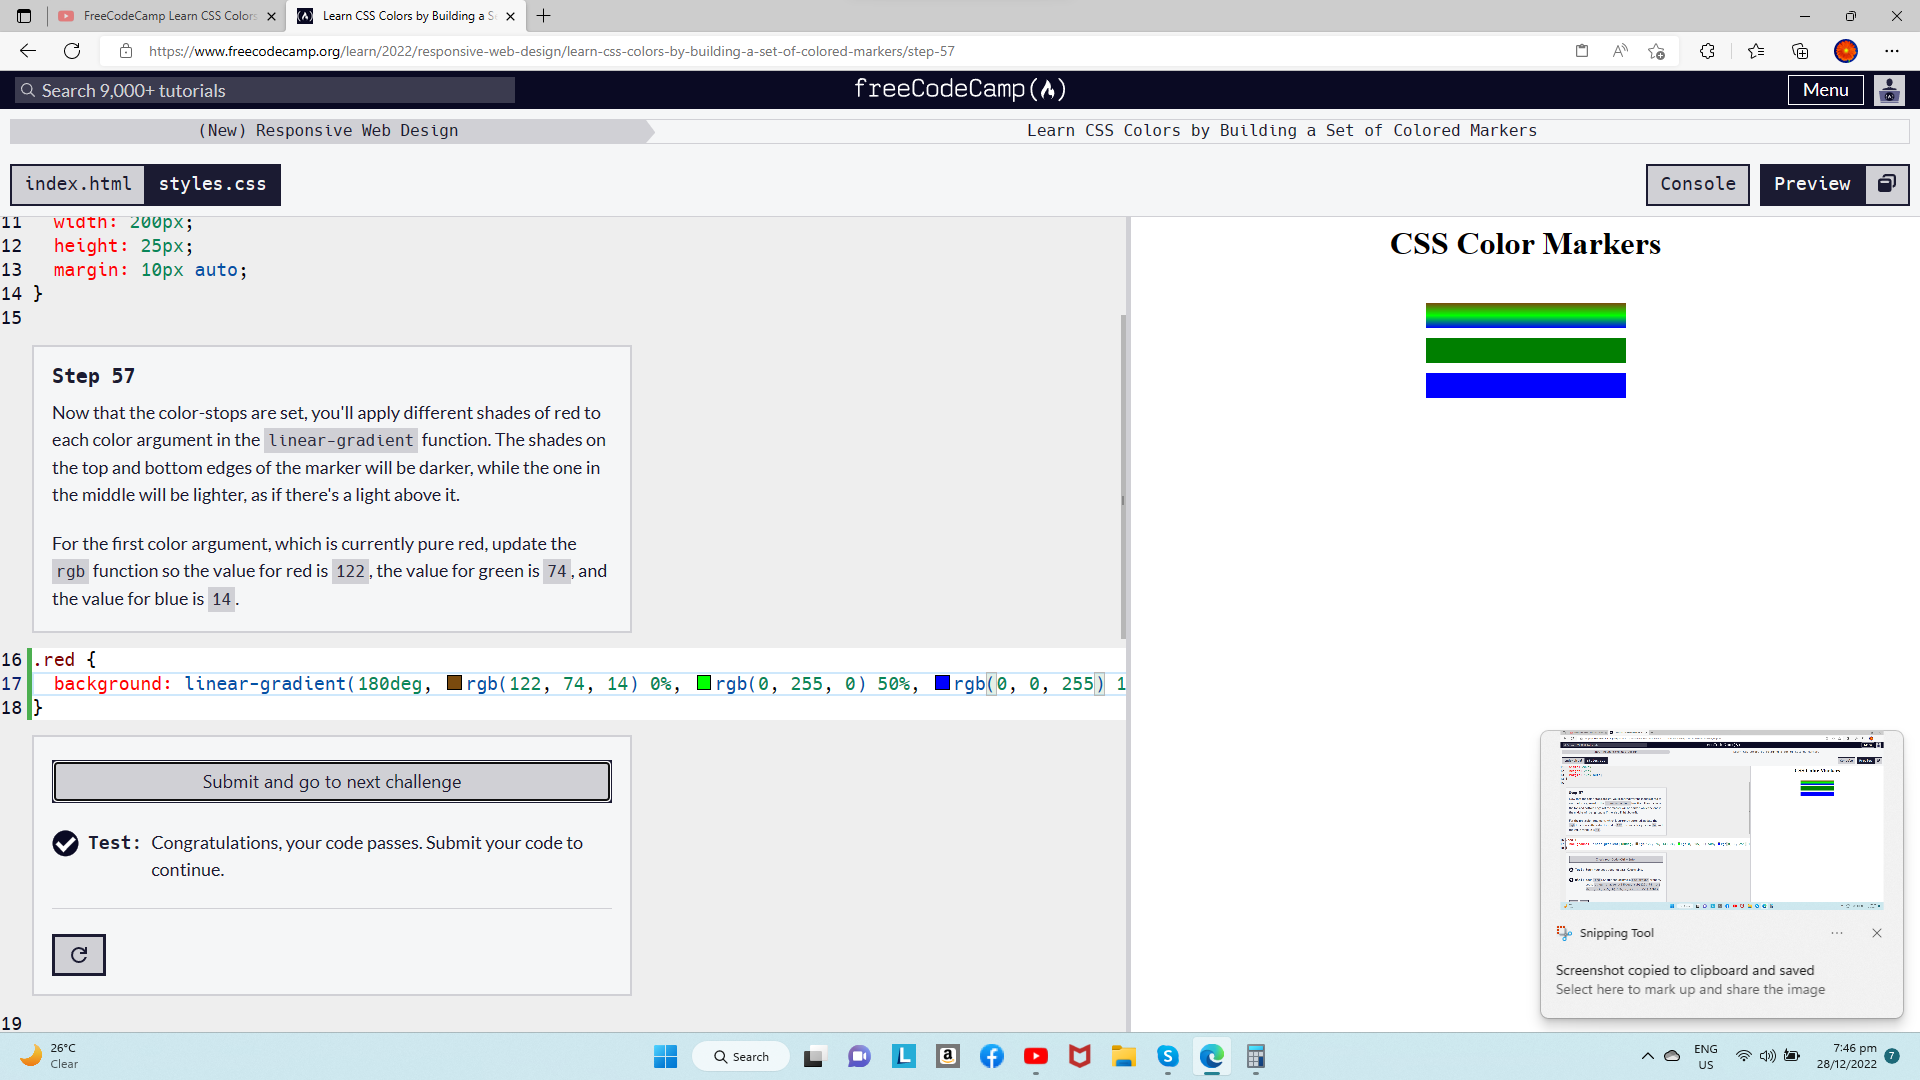 FreeCodeCamp Learn CSS Colors
Learn CSS Colors by Building a S
https://www.freecodecamp.org/learn/2022/responsive-web-design/learn-css-colors-by-building-a-set-of-colored-markers/step-57
Search 9,000+ tutorials
freeCodeCamp
Menu
(New) Responsive Web Design
Learn CSS Colors by Building a Set of Colored Markers
index.html
styles.css
Console
Preview
11 width: 200px;
12 height: 25px;
13 margin: 10px auto;
14 }
15
Step 57
Now that the color-stops are set, you'll apply different shades of red to
each color argument in the linear-gradient function. The shades on
the top and bottom edges of the marker will be darker, while the one in
the middle will be lighter, as if there's a light above it.
For the first color argument, which is currently pure red, update the
rgb function so the value for red is 122, the value for green is 74, and
the value for blue is 14.
16 .red {
17 background: linear-gradient(180deg, rgb(122, 74, 14) 0%, rgb(0, 255, 0) 50%, rgb(0, 0, 255) 1
18 }
Submit and go to next challenge
Test: Congratulations, your code passes. Submit your code to
continue.
19
CSS Color Markers
Snipping Tool
Screenshot copied to clipboard and saved
Select here to mark up and share the image
26°C
Clear
Search
ENG
US
7:46 pm
28/12/2022
7